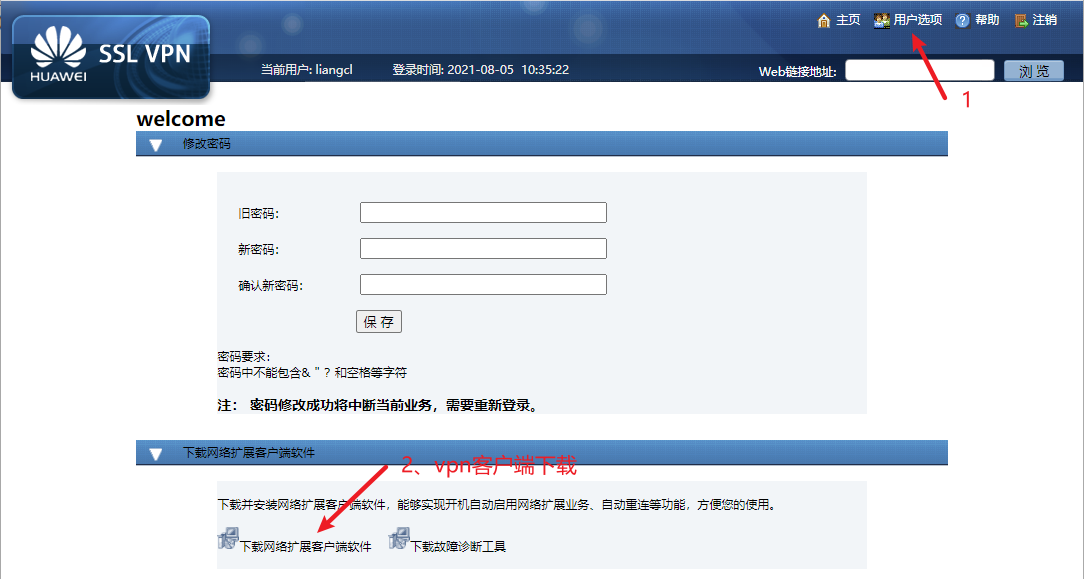 主页 用户选项 帮助 注销
HUAWEI SSL VPN
当前用户: liangcl 登录时间: 2021-08-05 10:35:22 Web链接地址: 浏 览
1
welcome
修改密码
旧密码:
新密码:
确认新密码:
保 存
密码要求:
密码中不能包含& " ? 和空格等字符
注： 密码修改成功将中断当前业务，需要重新登录。
下载网络扩展客户端软件
2、vpn客户端下载
下载并安装网络扩展客户端软件，能够实现开机自动启用网络扩展业务、自动重连等功能，方便您的使用。
下载网络扩展客户端软件 下载故障诊断工具